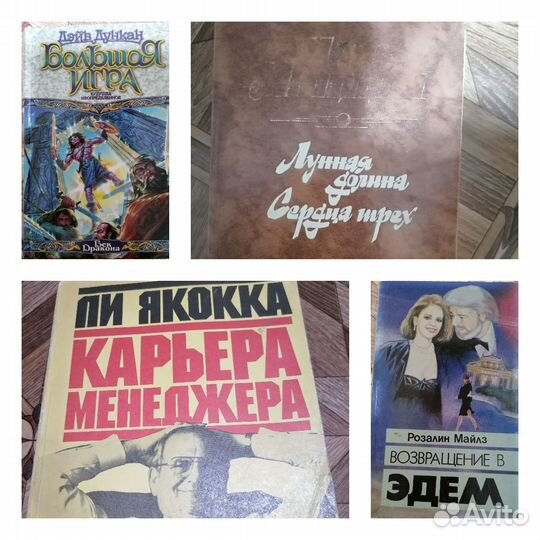 Дэйв Дункан
БОЛЬШАЯ
ИГРА
Век
Дракона
Лунная
долина
Сердца трех
ЛИ ЯКОККА
КАРЬЕРА
МЕНЕДЖЕРА
Розалин Майлз
ВОЗВРАЩЕНИЕ В
ЭДЕМ
Avito